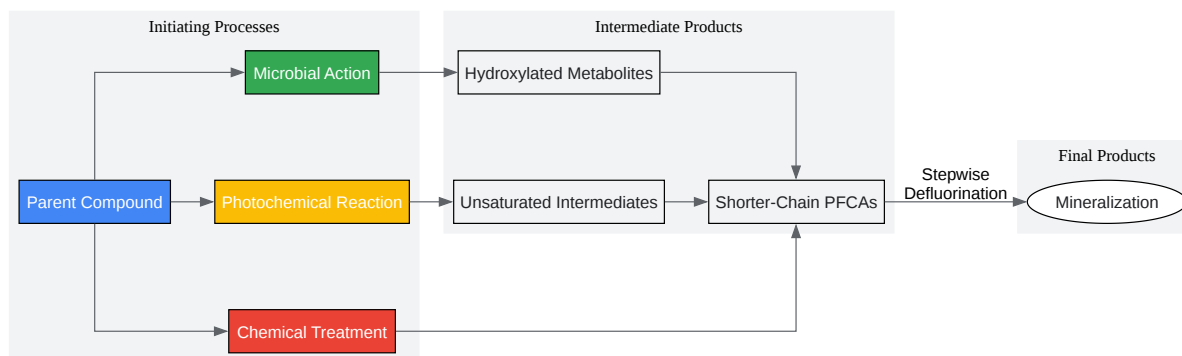 Initiating Processes
Intermediate Products
Microbial Action
Hydroxylated Metabolites
Final Products
Stepwise
Defluorination
Parent Compound
Photochemical Reaction
Unsaturated Intermediates
Shorter-Chain PFCAs
Mineralization
Chemical Treatment